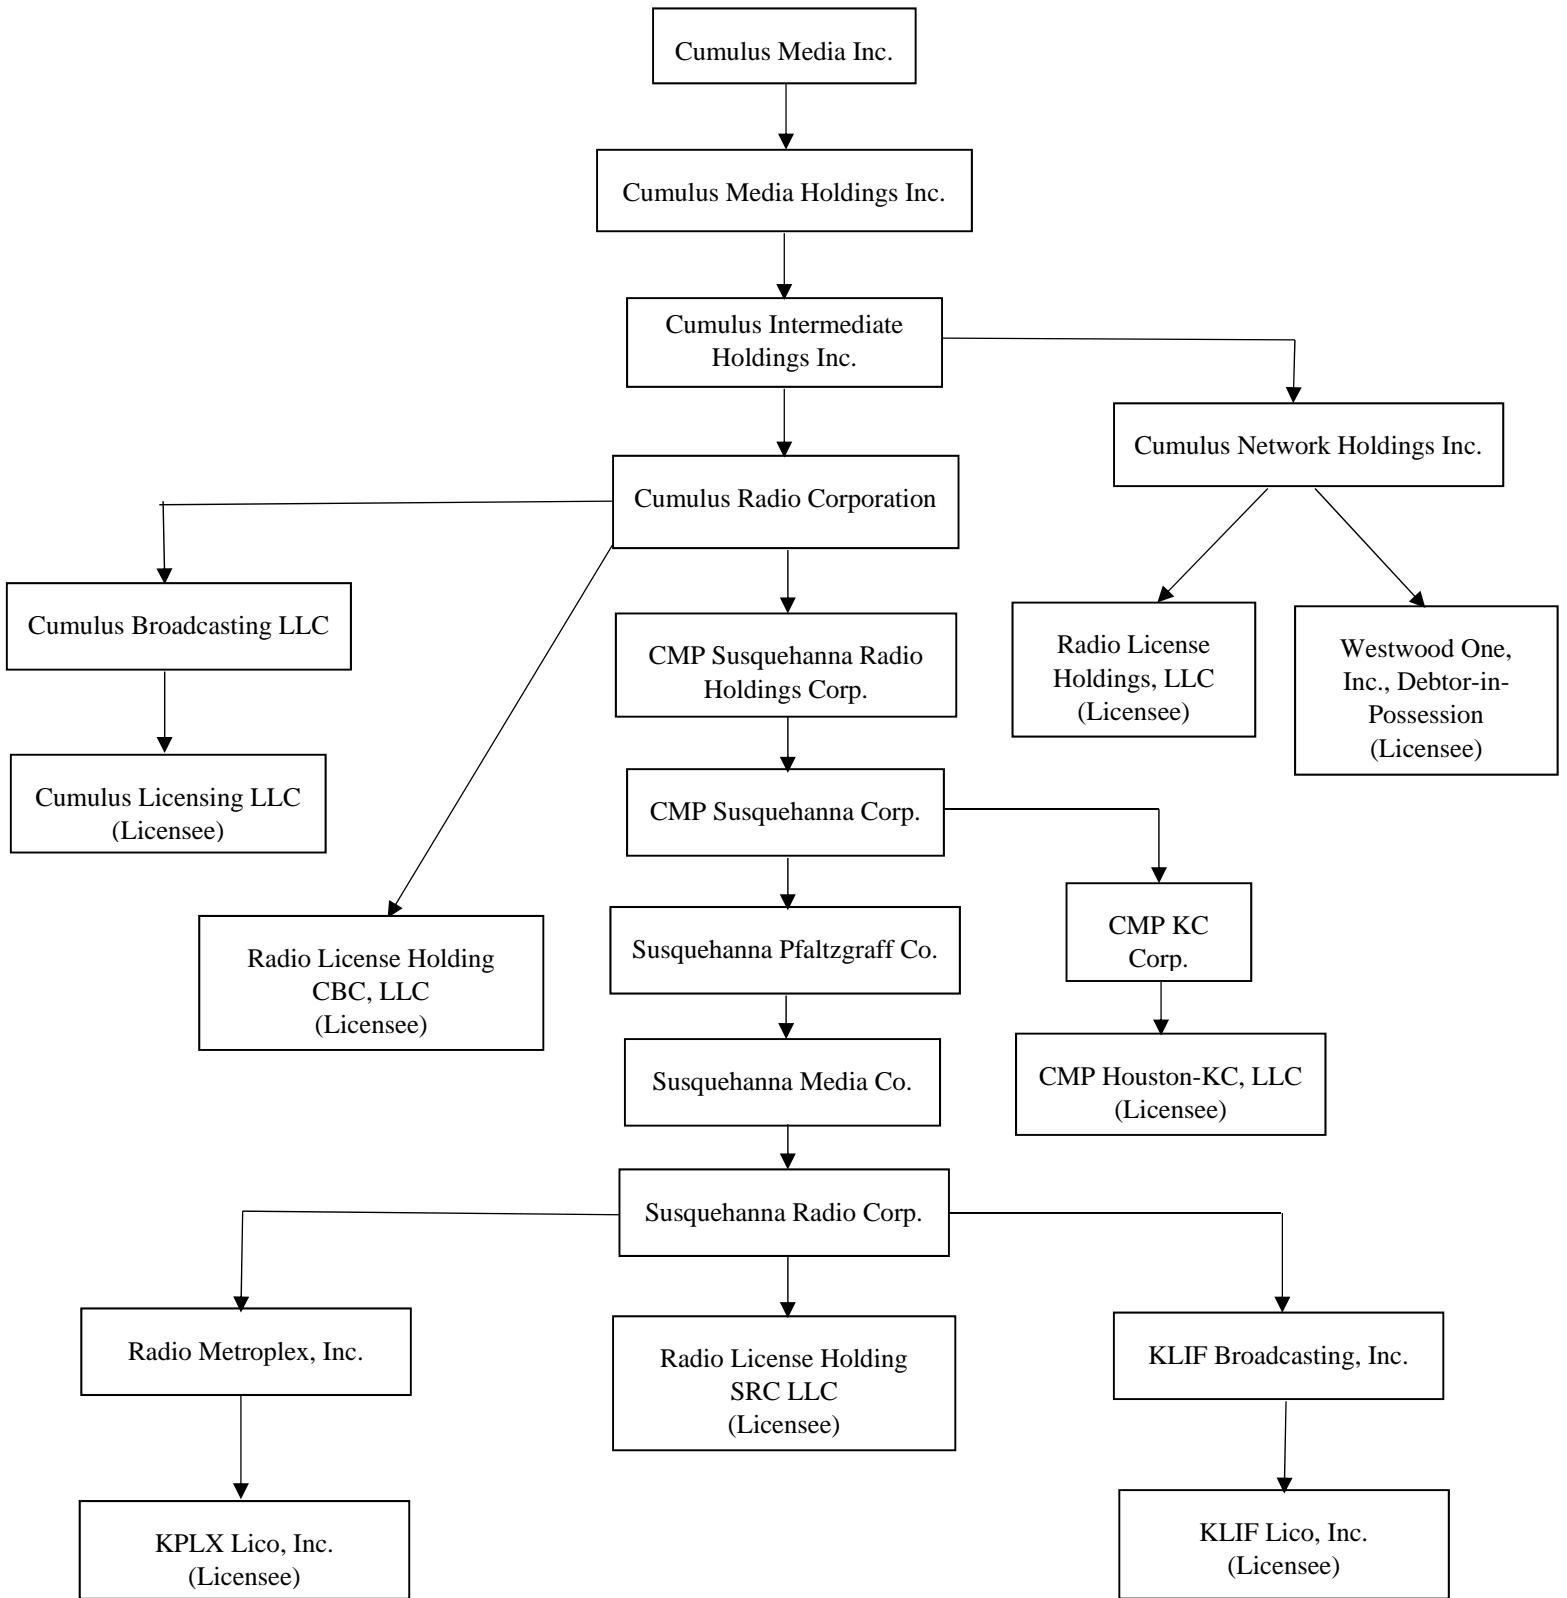 Cumulus Media Inc.
Cumulus Media Holdings Inc.
Cumulus Intermediate
Holdings Inc.
Cumulus Network Holdings Inc.
Cumulus Radio Corporation
Cumulus Broadcasting LLC
CMP Susquehanna Radio
Holdings Corp.
Radio License
Holdings, LLC
(Licensee)
Westwood One,
Inc., Debtor-in-
Possession
(Licensee)
Cumulus Licensing LLC
(Licensee)
CMP Susquehanna Corp.
Radio License Holding
CBC, LLC
(Licensee)
Susquehanna Pfaltzgraff Co.
CMP KC
Corp.
Susquehanna Media Co.
CMP Houston-KC, LLC
(Licensee)
Susquehanna Radio Corp.
Radio Metroplex, Inc.
Radio License Holding
SRC LLC
(Licensee)
KLIF Broadcasting, Inc.
KPLX Lico, Inc.
(Licensee)
KLIF Lico, Inc.
(Licensee)